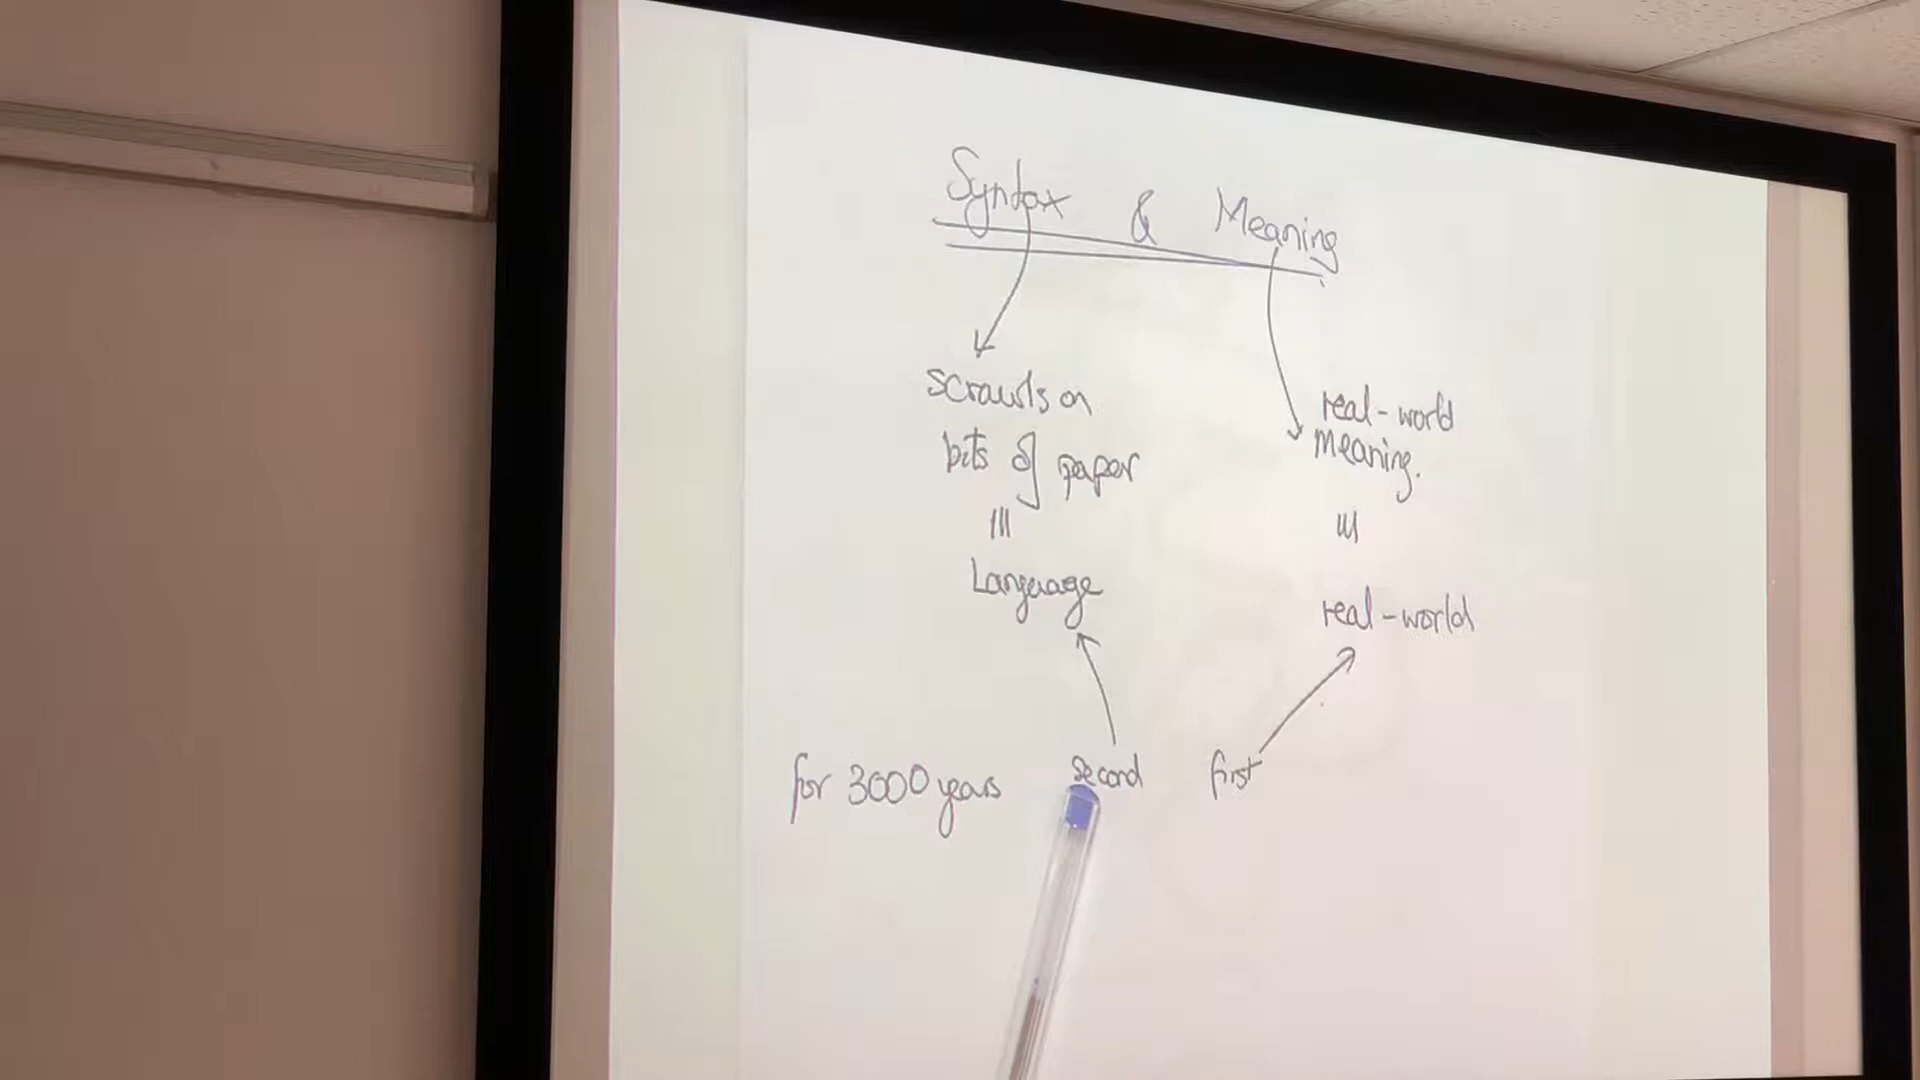 Syntax & Meaning
scrawls on
bits of paper
|||
Language
real-world
meaning.
|||
real-world
for 3000 years second first